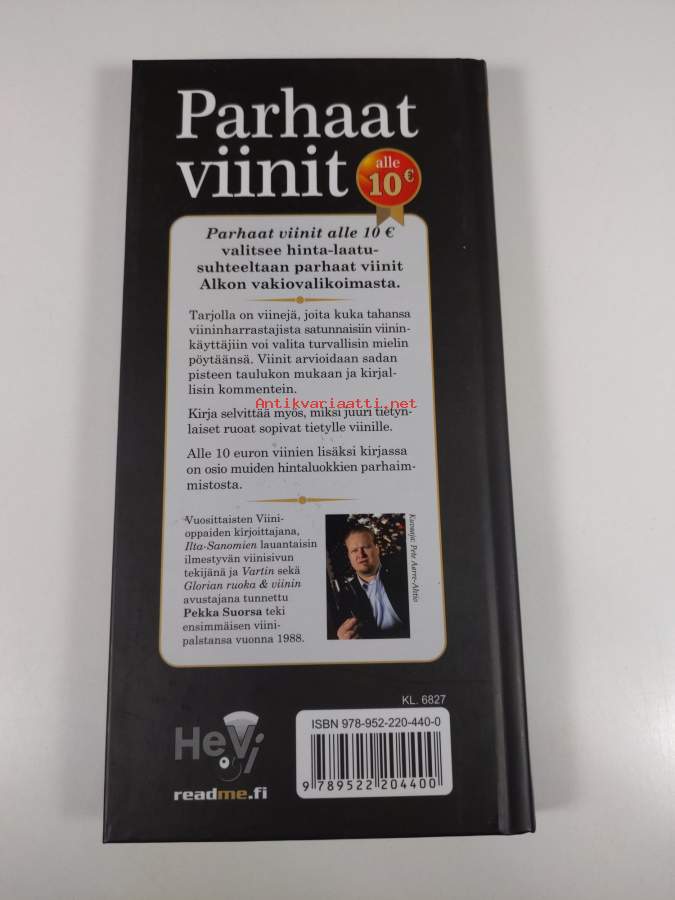 Parhaat
viinit
alle
10€
Parhaat viinit alle 10 €
valitsee hinta-laatu-
suhteeltaan parhaat viinit
Alkon vakiovalikoimasta.
Tarjolla on viinejä, joita kuka tahansa
viininharrastajista satunnaisiin viinin-
käyttäjiin voi valita turvallisin mielin
pöytäänsä. Viinit arvioidaan sadan
pisteen taulukon mukaan ja kirjal-
lisin kommentein.
Antikvariaatti.net
Kirja selvittää myös, miksi juuri tietyn-
laiset ruoat sopivat tietylle viinille.
Alle 10 euron viinien lisäksi kirjassa
on osio muiden hintaluokkien parhaim-
mistosta.
Vuosittaisten Viini-
oppaiden kirjoittajana,
Ilta-Sanomien lauantaisin
ilmestyvän viinisivun
tekijänä ja Vartin sekä
Glorian ruoka & viinin
avustajana tunnettu
Pekka Suorsa teki
ensimmäisen viini-
palstansa vuonna 1988.
Kuvaaja: Pete Aarre-Ahtio
KL. 6827
ISBN 978-952-220-440-0
9 789522 204400
HeVi
readme.fi